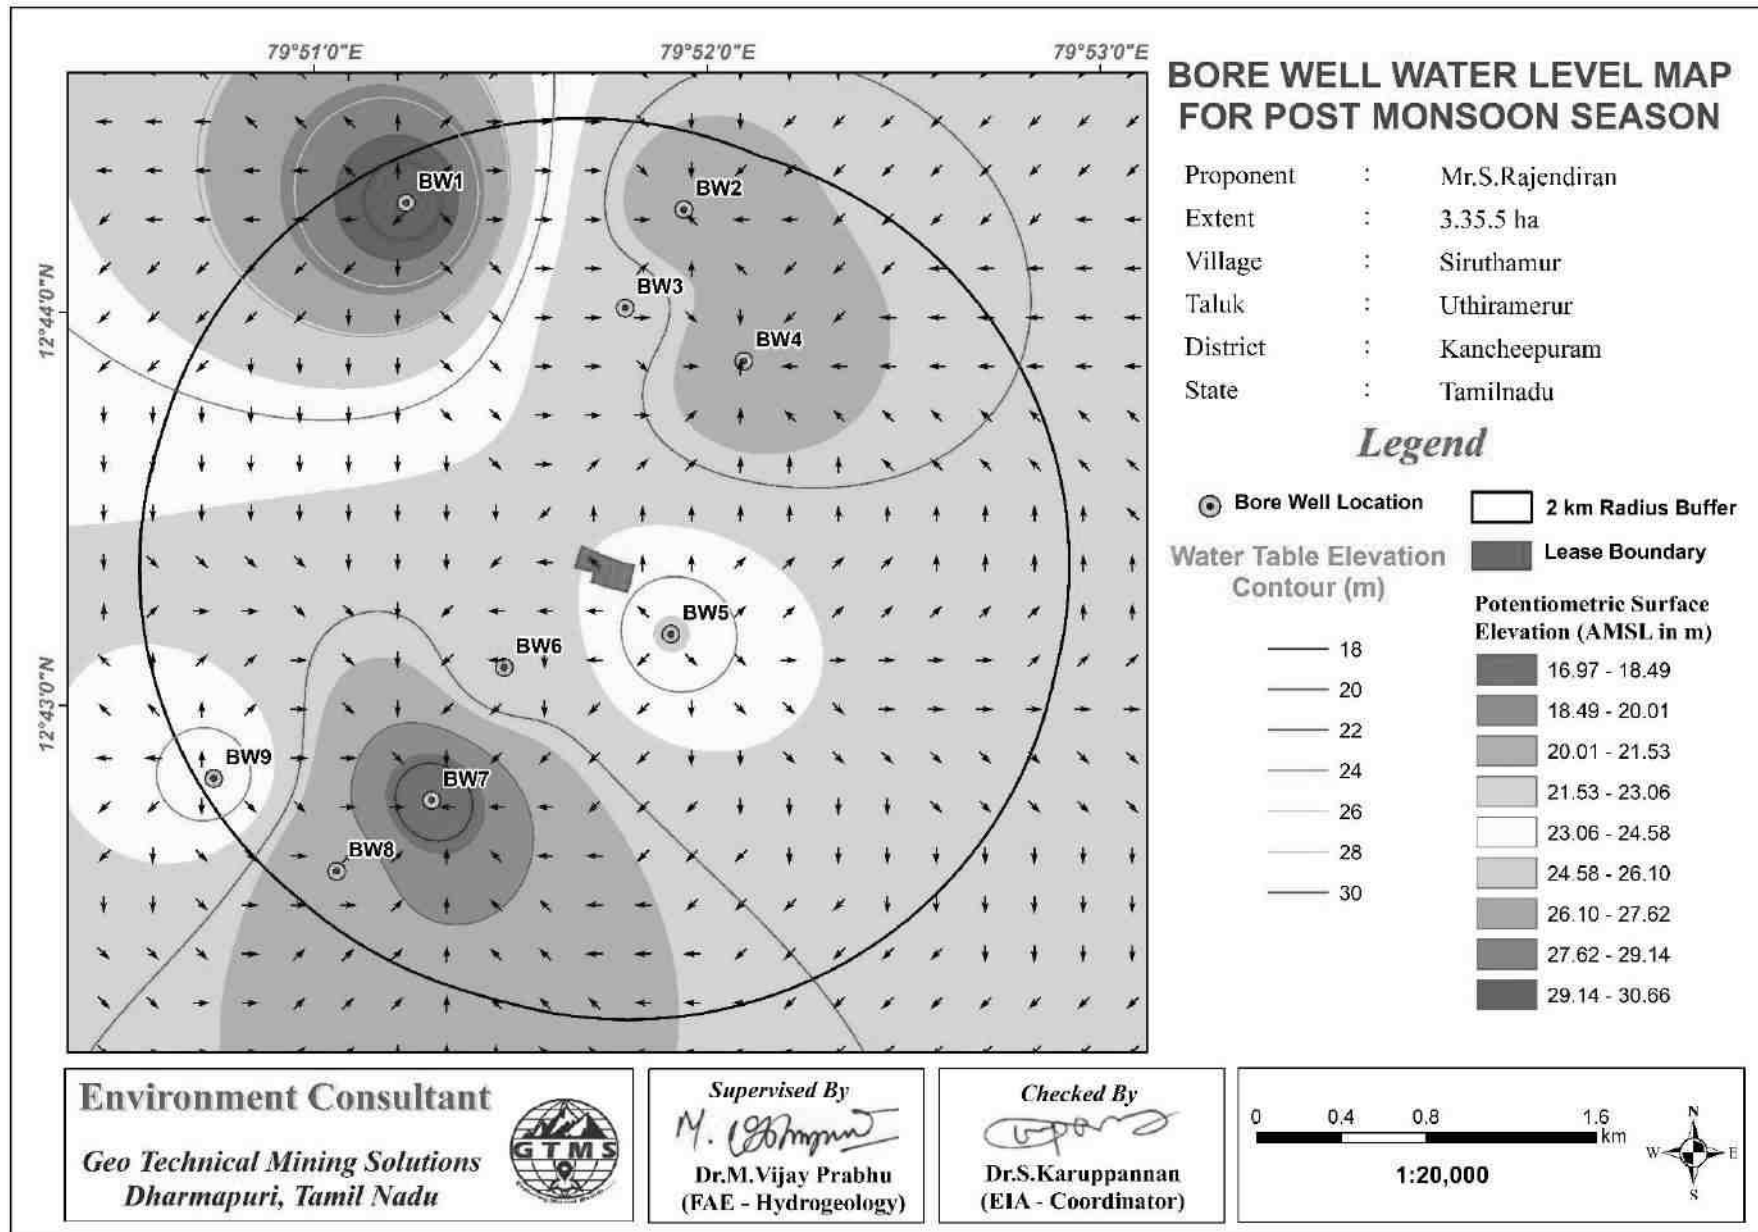 79°51'0"E
79°52'0"E
79°53'0"E
12°44'0"N
12°43'0"N
BW1
BW2
BW3
BW4
BW5
BW6
BW7
BW8
BW9
BORE WELL WATER LEVEL MAP
FOR POST MONSOON SEASON
Proponent : Mr.S.Rajendiran
Extent : 3.35.5 ha
Village : Siruthamur
Taluk : Uthiramerur
District : Kancheepuram
State : Tamilnadu
Legend
Bore Well Location
2 km Radius Buffer
Lease Boundary
Water Table Elevation
Contour (m)
18
20
22
24
26
28
30
Potentiometric Surface
Elevation (AMSL in m)
16.97 - 18.49
18.49 - 20.01
20.01 - 21.53
21.53 - 23.06
23.06 - 24.58
24.58 - 26.10
26.10 - 27.62
27.62 - 29.14
29.14 - 30.66
Environment Consultant
Geo Technical Mining Solutions
Dharmapuri, Tamil Nadu
GTMS
Supervised By
Dr.M.Vijay Prabhu
(FAE - Hydrogeology)
Checked By
Dr.S.Karuppannan
(EIA - Coordinator)
0 0.4 0.8 1.6
km
1:20,000
N
W E
S